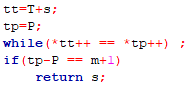 tt=T+s;
tp=P;
while(*tt++ == *tp++) ;
if(tp-P == m+1)
return s;